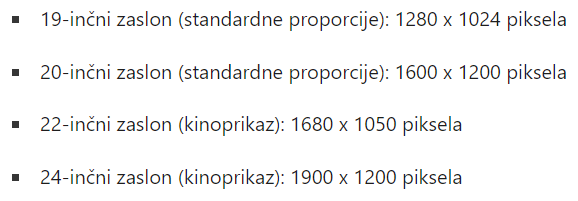 ▪ 19-inčni zaslon (standardne proporcije): 1280 x 1024 piksela
▪ 20-inčni zaslon (standardne proporcije): 1600 x 1200 piksela
▪ 22-inčni zaslon (kinoprikaz): 1680 x 1050 piksela
▪ 24-inčni zaslon (kinoprikaz): 1900 x 1200 piksela